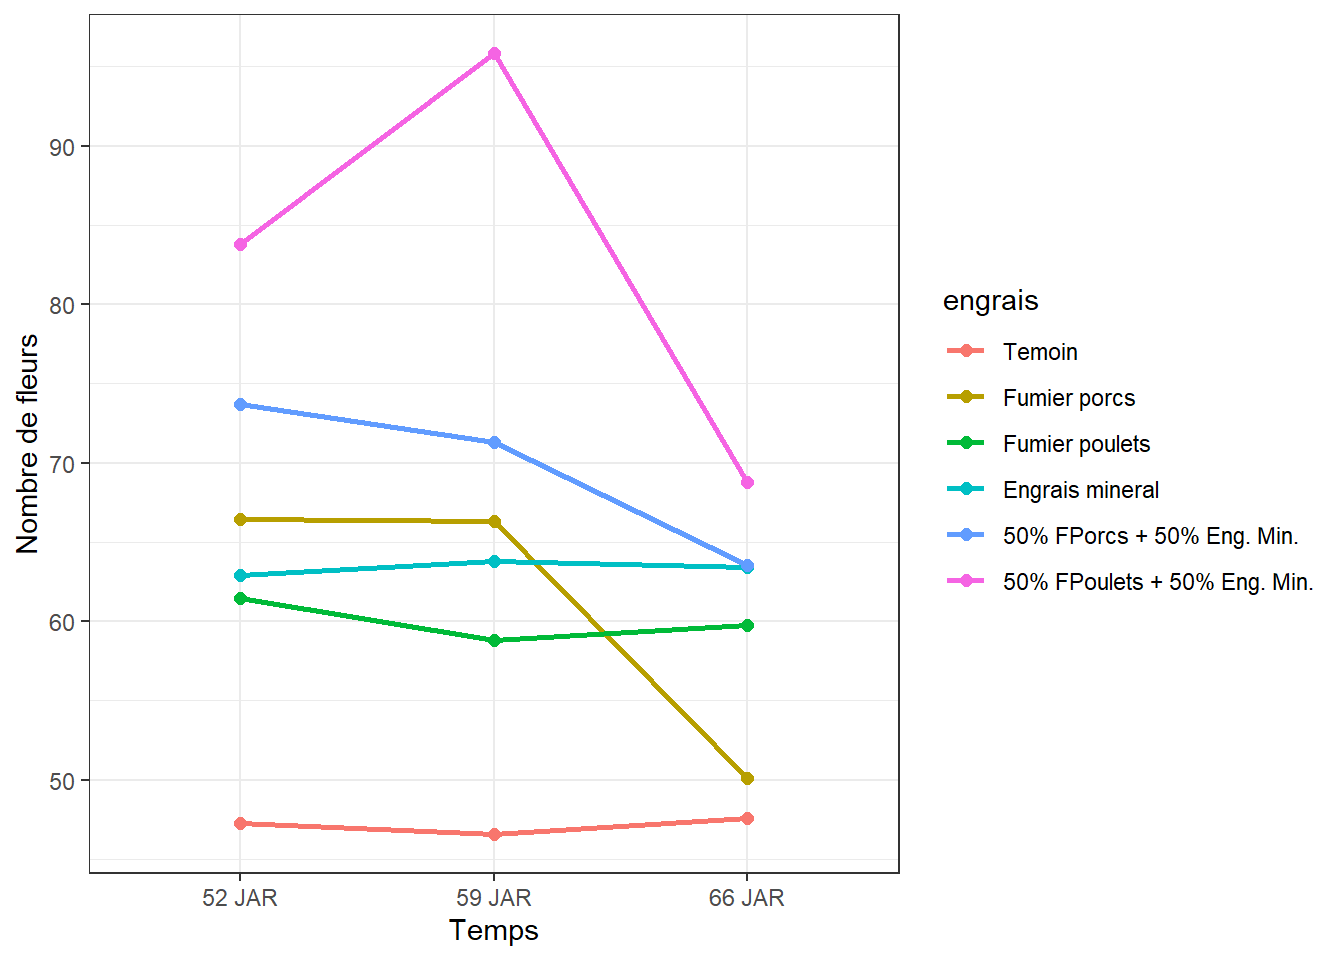 90
80
70
60
50
Nombre de fleurs
52 JAR
59 JAR
66 JAR
Temps
engrais
Temoin
Fumier porcs
Fumier poulets
Engrais mineral
50% FPorcs + 50% Eng. Min.
50% FPoulets + 50% Eng. Min.